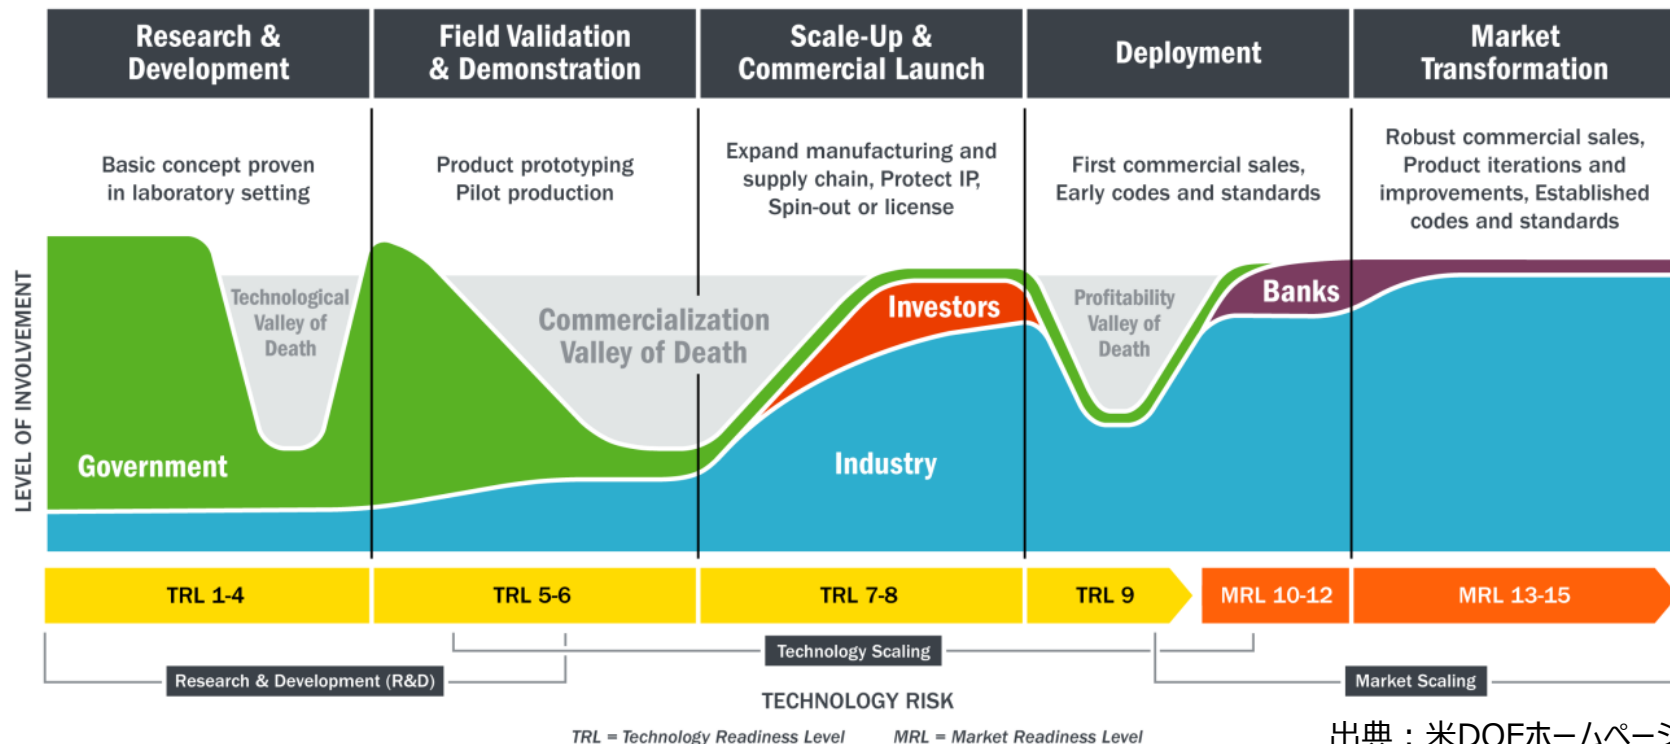 Research &
Development
Field Validation
& Demonstration
Scale-Up &
Commercial Launch
Deployment
Market
Transformation
Basic concept proven
in laboratory setting
Product prototyping
Pilot production
Expand manufacturing and
supply chain, Protect IP,
Spin-out or license
First commercial sales,
Early codes and standards
Robust commercial sales,
Product iterations and
improvements, Established
codes and standards
LEVEL OF INVOLVEMENT
Technological
Valley of
Death
Commercialization
Valley of Death
Investors
Profitability
Valley of
Death
Banks
Government
Industry
TRL 1-4
TRL 5-6
TRL 7-8
TRL 9
MRL 10-12
MRL 13-15
Technology Scaling
Research & Development (R&D)
Market Scaling
TECHNOLOGY RISK
TRL = Technology Readiness Level
MRL = Market Readiness Level
出典：米DOEホームページ